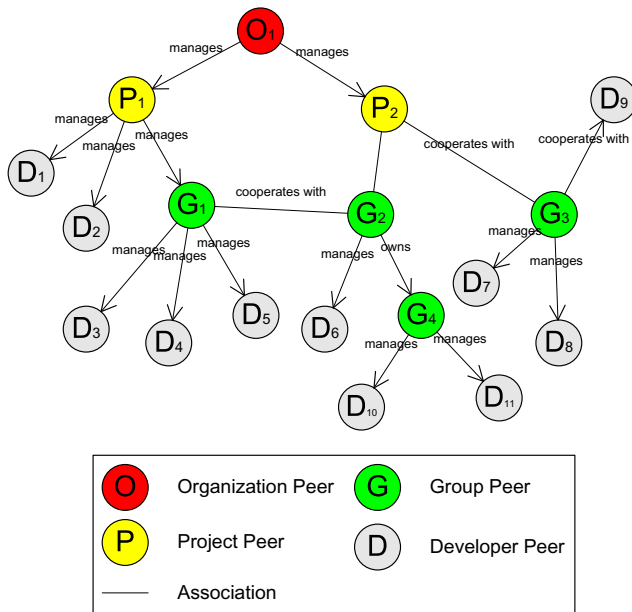 O1
manages
manages
P1
P2
D9
manages
manages
manages
cooperates with
cooperates with
D1
cooperates with
G1
G2
G3
D2
manages
manages
manages
manages
owns
manages
manages
D7
D3
D4
D5
D6
G4
D8
manages
manages
D10
D11
O Organization Peer
G Group Peer
P Project Peer
D Developer Peer
Association